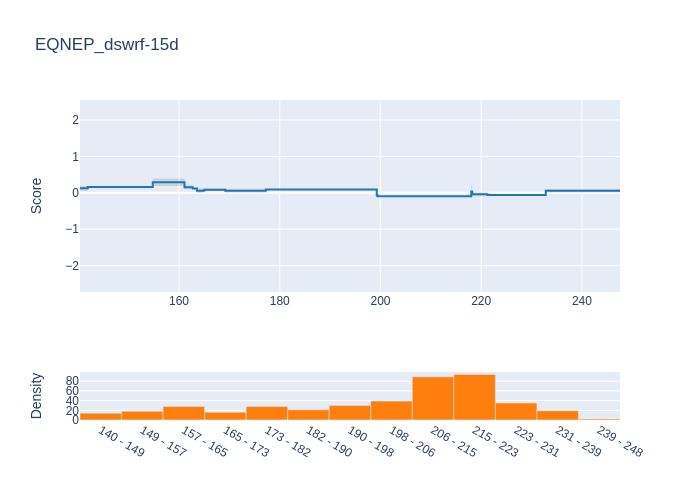 EQNEP_dswrf-15d
Score
2
1
0
−1
−2
160 180 200 220 240
Density
80
60
40
20
0
140 - 149 149 - 157 157 - 165 165 - 173 173 - 182 182 - 190 190 - 198 198 - 206 206 - 215 215 - 223 223 - 231 231 - 239 239 - 248